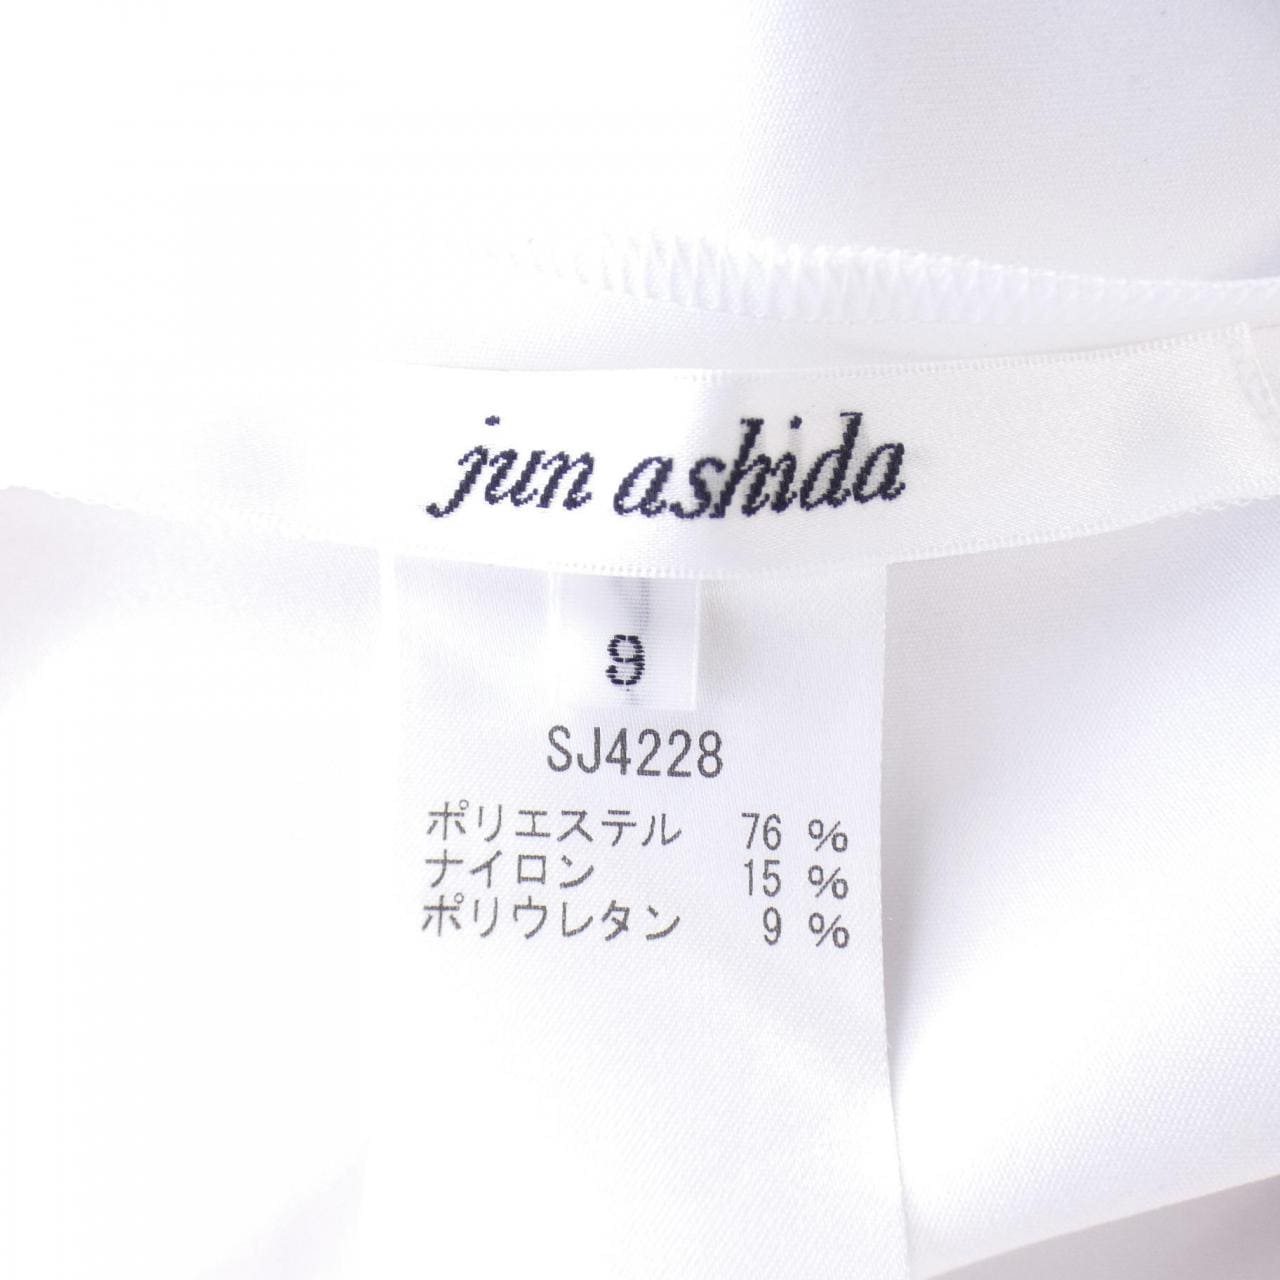 jun ashida
9
SJ4228
ポリエステル 76 %
ナイロン 15 %
ポリウレタン 9 %